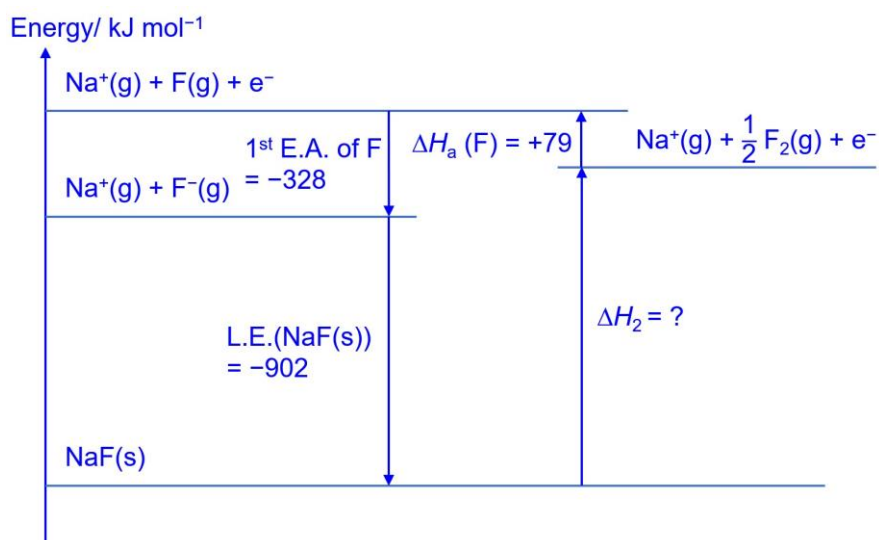 Energy/ kJ mol⁻¹
Na⁺(g) + F(g) + e⁻
1ˢᵗ E.A. of F
= −328
ΔHₐ (F) = +79
Na⁺(g) + 1/2 F₂(g) + e⁻
Na⁺(g) + F⁻(g)
ΔH₂ = ?
L.E.(NaF(s))
= −902
NaF(s)